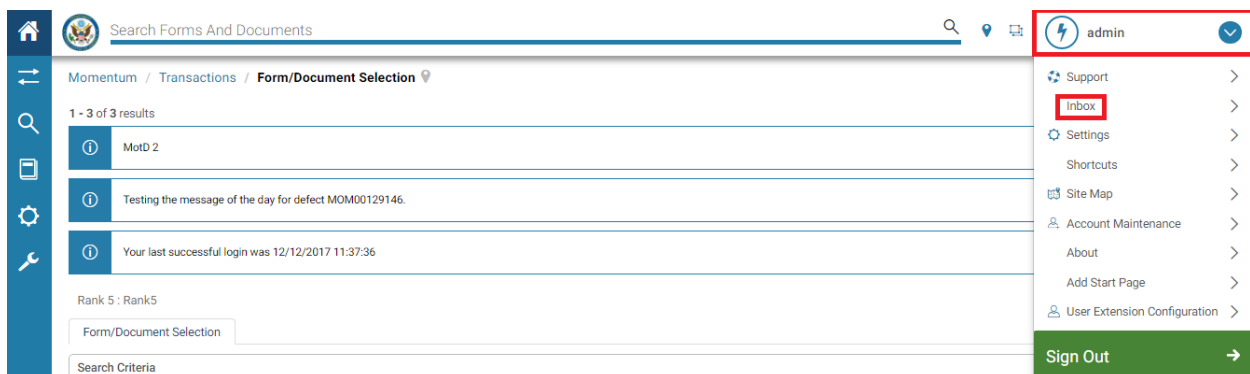 Search Forms And Documents
admin
Momentum / Transactions / Form/Document Selection
1 - 3 of 3 results
MotD 2
Testing the message of the day for defect MOM00129146.
Your last successful login was 12/12/2017 11:37:36
Rank 5 : Rank5
Form/Document Selection
Search Criteria
Support
Inbox
Settings
Shortcuts
Site Map
Account Maintenance
About
Add Start Page
User Extension Configuration
Sign Out